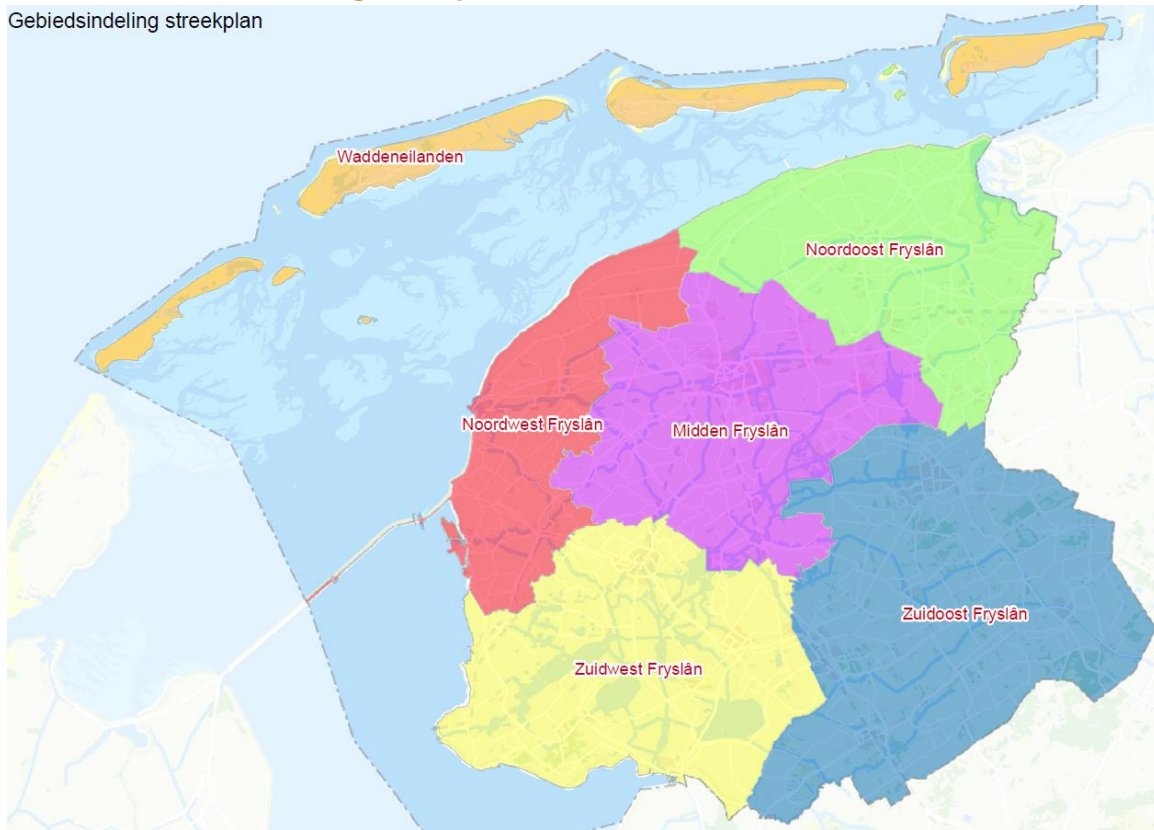 Gebiedsindeling streekplan
Waddeneilanden
Noordoost Fryslân
Noordwest Fryslân
Midden Fryslân
Zuidoost Fryslân
Zuidwest Fryslân